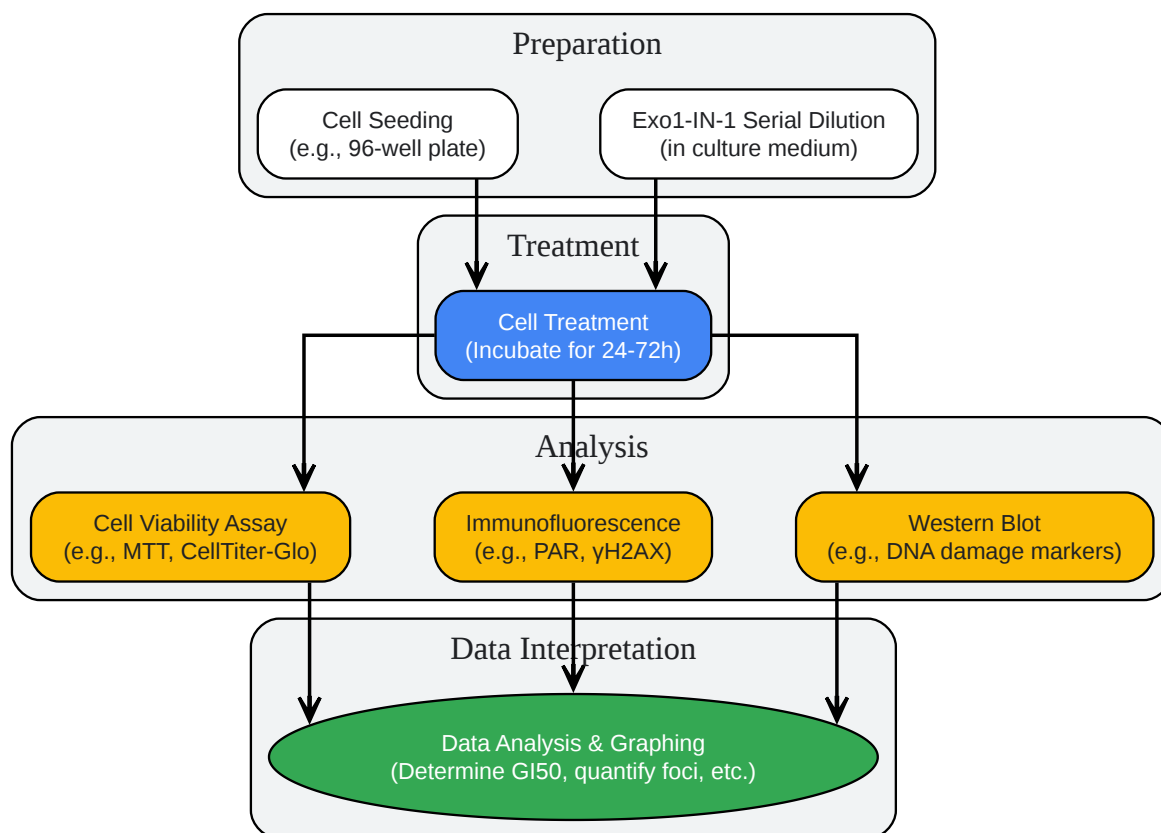 Preparation
Cell Seeding
(e.g., 96-well plate)
Exo1-IN-1 Serial Dilution
(in culture medium)
Treatment
Cell Treatment
(Incubate for 24-72h)
Analysis
Cell Viability Assay
(e.g., MTT, CellTiter-Glo)
Immunofluorescence
(e.g., PAR, γH2AX)
Western Blot
(e.g., DNA damage markers)
Data Interpretation
Data Analysis & Graphing
(Determine GI50, quantify foci, etc.)